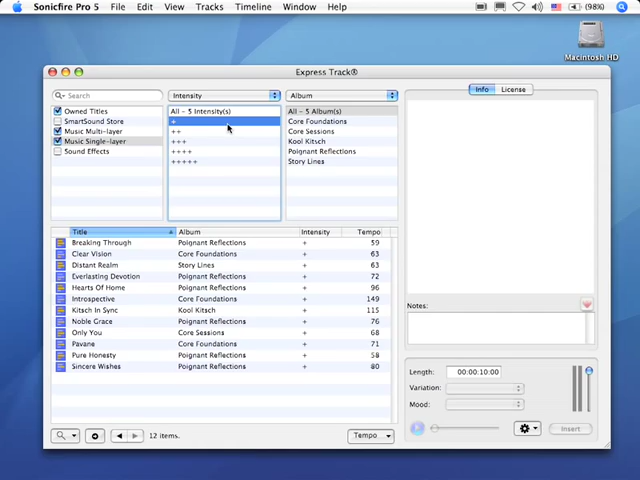 Sonicfire Pro 5 File Edit View Tracks Timeline Window Help (98%)
Macintosh HD
Express Track®
Search Intensity Album Info License
Owned Titles All - 5 Intensity(s) All - 5 Album(s)
SmartSound Store + Core Foundations
Music Multi-layer ++ Core Sessions
Music Single-layer +++ Kool Kitsch
Sound Effects ++++ Poignant Reflections
+++++ Story Lines
Title Album Intensity Tempo
Breaking Through Poignant Reflections + 59
Clear Vision Core Foundations + 63
Distant Realm Story Lines + 63
Everlasting Devotion Poignant Reflections + 72
Hearts Of Home Poignant Reflections + 96
Introspective Core Foundations + 149
Kitsch In Sync Kool Kitsch + 115
Noble Grace Poignant Reflections + 76
Only You Core Sessions + 68
Pavane Core Foundations + 71
Pure Honesty Poignant Reflections + 58
Sincere Wishes Poignant Reflections + 80
Notes:
Length: 00:00:10:00
Variation:
Mood:
12 items. Tempo Insert